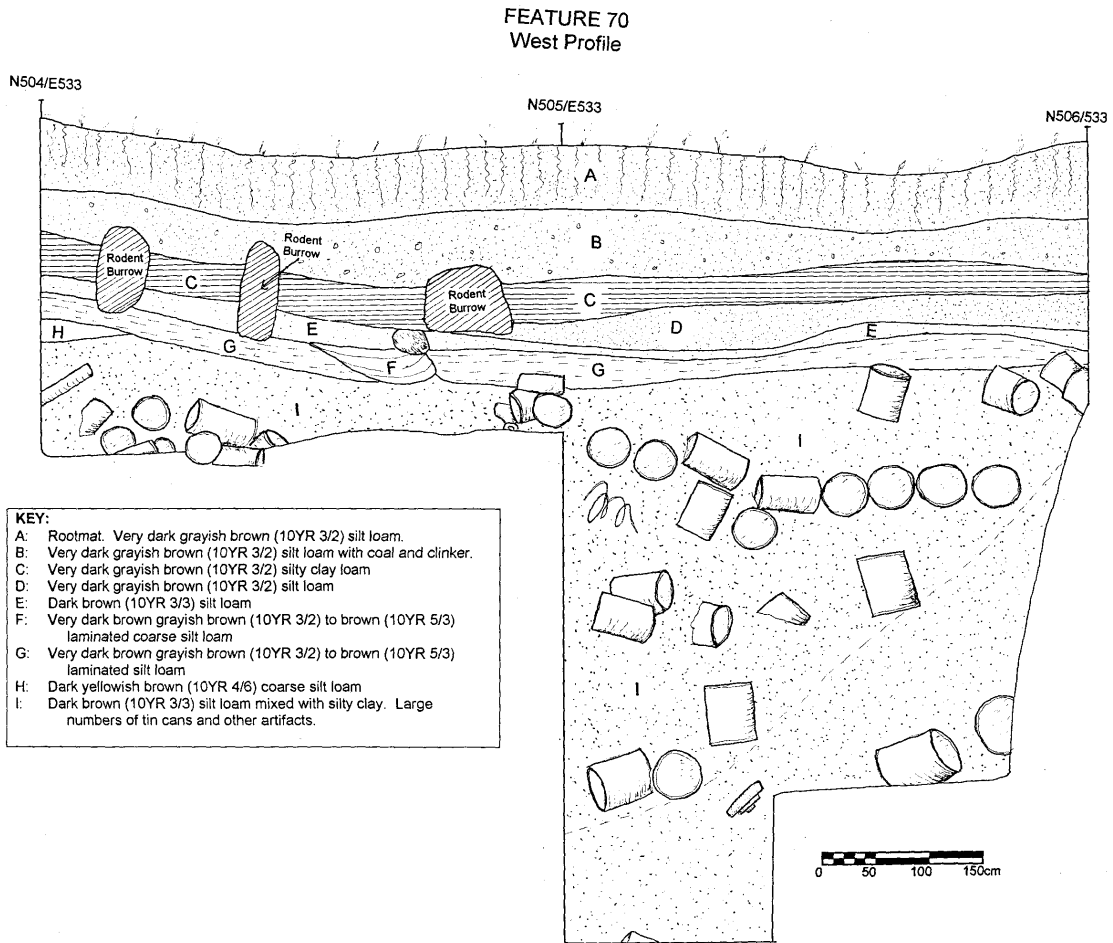 FEATURE 70
West Profile
N504/E533
N505/E533
N506/533
A
B
Rodent
Burrow
Rodent
Burrow
C
Rodent
Burrow
C
D
E
E
H
G
F
G
I
I
I
KEY:
A: Rootmat. Very dark grayish brown (10YR 3/2) silt loam.
B: Very dark grayish brown (10YR 3/2) silt loam with coal and clinker.
C: Very dark grayish brown (10YR 3/2) silty clay loam
D: Very dark grayish brown (10YR 3/2) silt loam
E: Dark brown (10YR 3/3) silt loam
F: Very dark brown grayish brown (10YR 3/2) to brown (10YR 5/3)
laminated coarse silt loam
G: Very dark brown grayish brown (10YR 3/2) to brown (10YR 5/3)
laminated silt loam
H: Dark yellowish brown (10YR 4/6) coarse silt loam
I: Dark brown (10YR 3/3) silt loam mixed with silty clay. Large
numbers of tin cans and other artifacts.
0 50 100 150cm